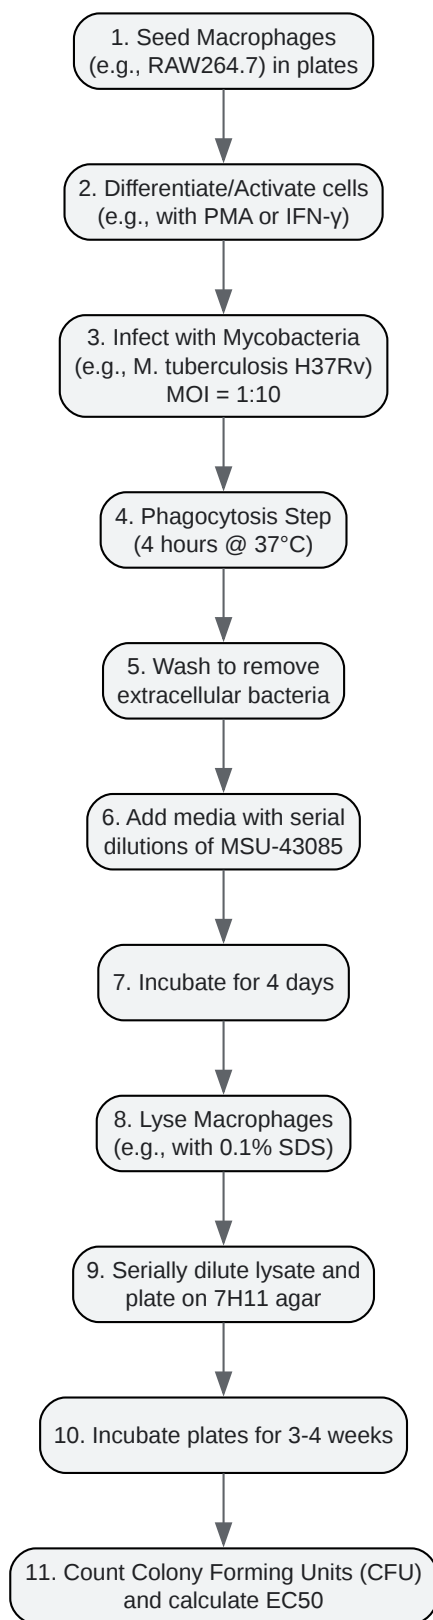 1. Seed Macrophages
(e.g., RAW264.7) in plates
2. Differentiate/Activate cells
(e.g., with PMA or IFN-γ)
3. Infect with Mycobacteria
(e.g., M. tuberculosis H37Rv)
MOI = 1:10
4. Phagocytosis Step
(4 hours @ 37°C)
5. Wash to remove
extracellular bacteria
6. Add media with serial
dilutions of MSU-43085
7. Incubate for 4 days
8. Lyse Macrophages
(e.g., with 0.1% SDS)
9. Serially dilute lysate and
plate on 7H11 agar
10. Incubate plates for 3-4 weeks
11. Count Colony Forming Units (CFU)
and calculate EC50